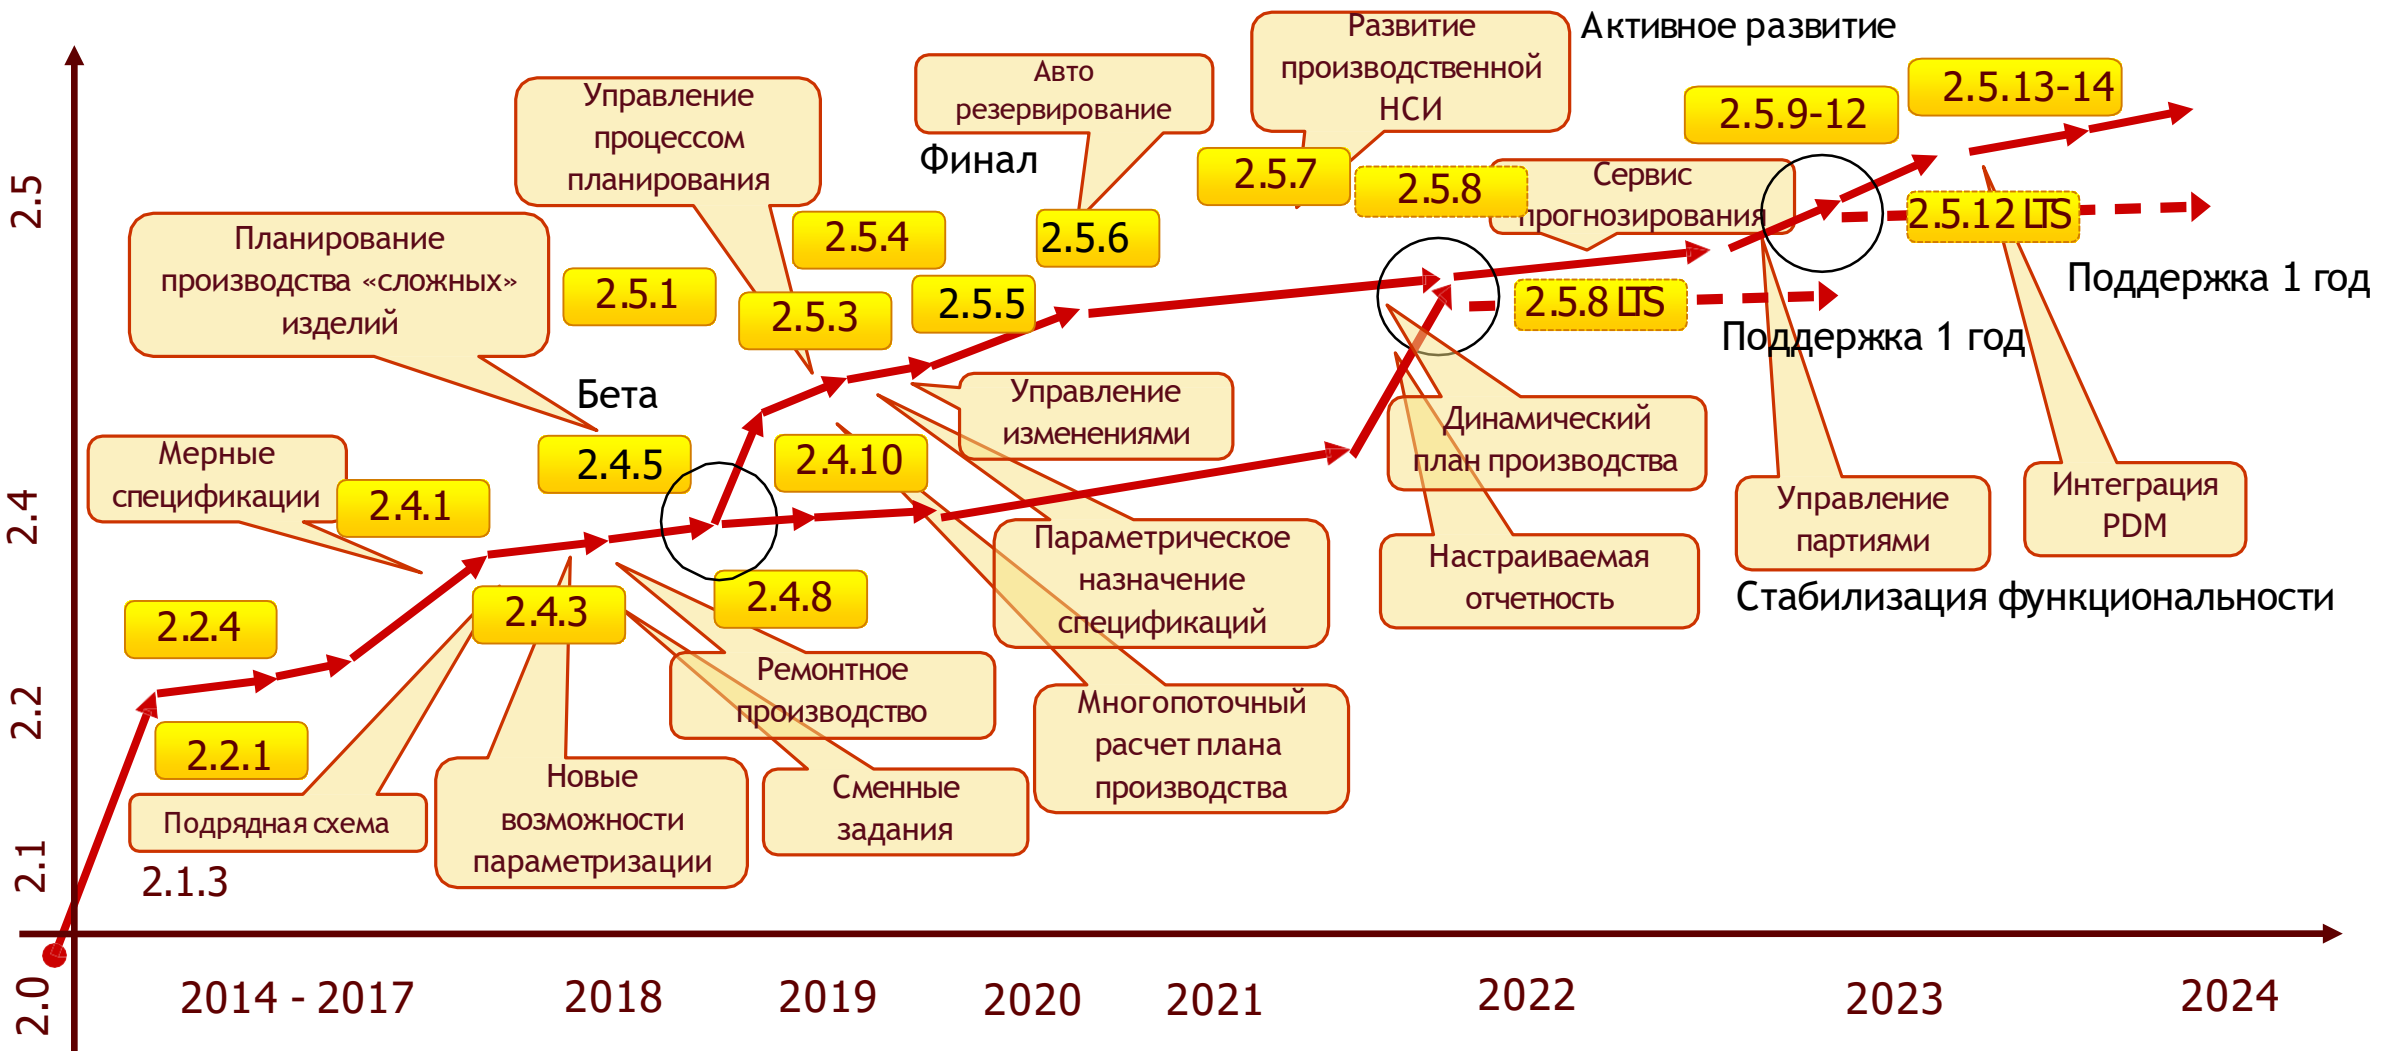 Активное развитие
Развитие
производственной
НСИ
Авто
резервирование
Финал
Управление
процессом
планирования
2.5.13-14
2.5.9-12
2.5.7
2.5.8
Сервис
прогнозирования
2.5.12 LTS
Поддержка 1 год
2.5
Планирование
производства «сложных»
изделий
2.5.4
2.5.6
2.5.1
2.5.3
2.5.5
2.5.8 LTS
Поддержка 1 год
Бета
Управление
изменениями
Динамический
план производства
Мерные
спецификации
2.4.1
2.4.5
2.4.10
2.4
Управление
партиями
Интеграция
PDM
Параметрическое
назначение
спецификаций
Настраиваемая
отчетность
Стабилизация функциональности
2.2.4
2.4.3
2.4.8
Ремонтное
производство
2.2
2.2.1
Многопоточный
расчет плана
производства
Подрядная схема
Новые
возможности
параметризации
Сменные
задания
2.1
2.1.3
2.0
2014 - 2017
2018
2019
2020
2021
2022
2023
2024